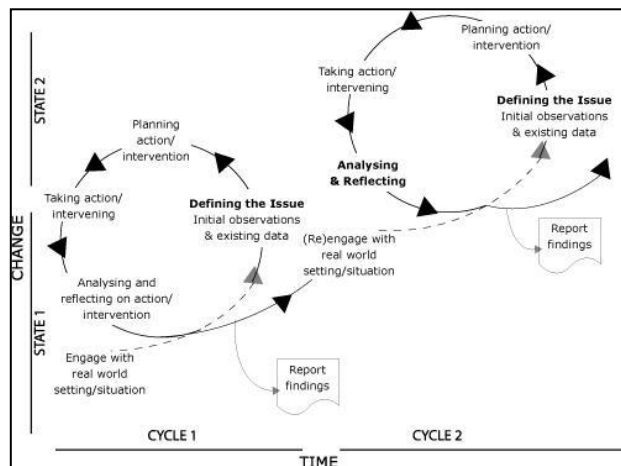 STATE 2
CHANGE
STATE 1
Planning
action/
intervention
Taking action/
intervening
Defining the Issue
Initial observations
& existing data
Analysing and
reflecting on action/
intervention
Engage with
real world
setting/situation
Report
findings
(Re)engage with
real world
setting/situation
Planning action/
intervention
Taking action/
intervening
Defining the Issue
Initial observations
& existing data
Analysing
& Reflecting
Report
findings
CYCLE 1
CYCLE 2
TIME